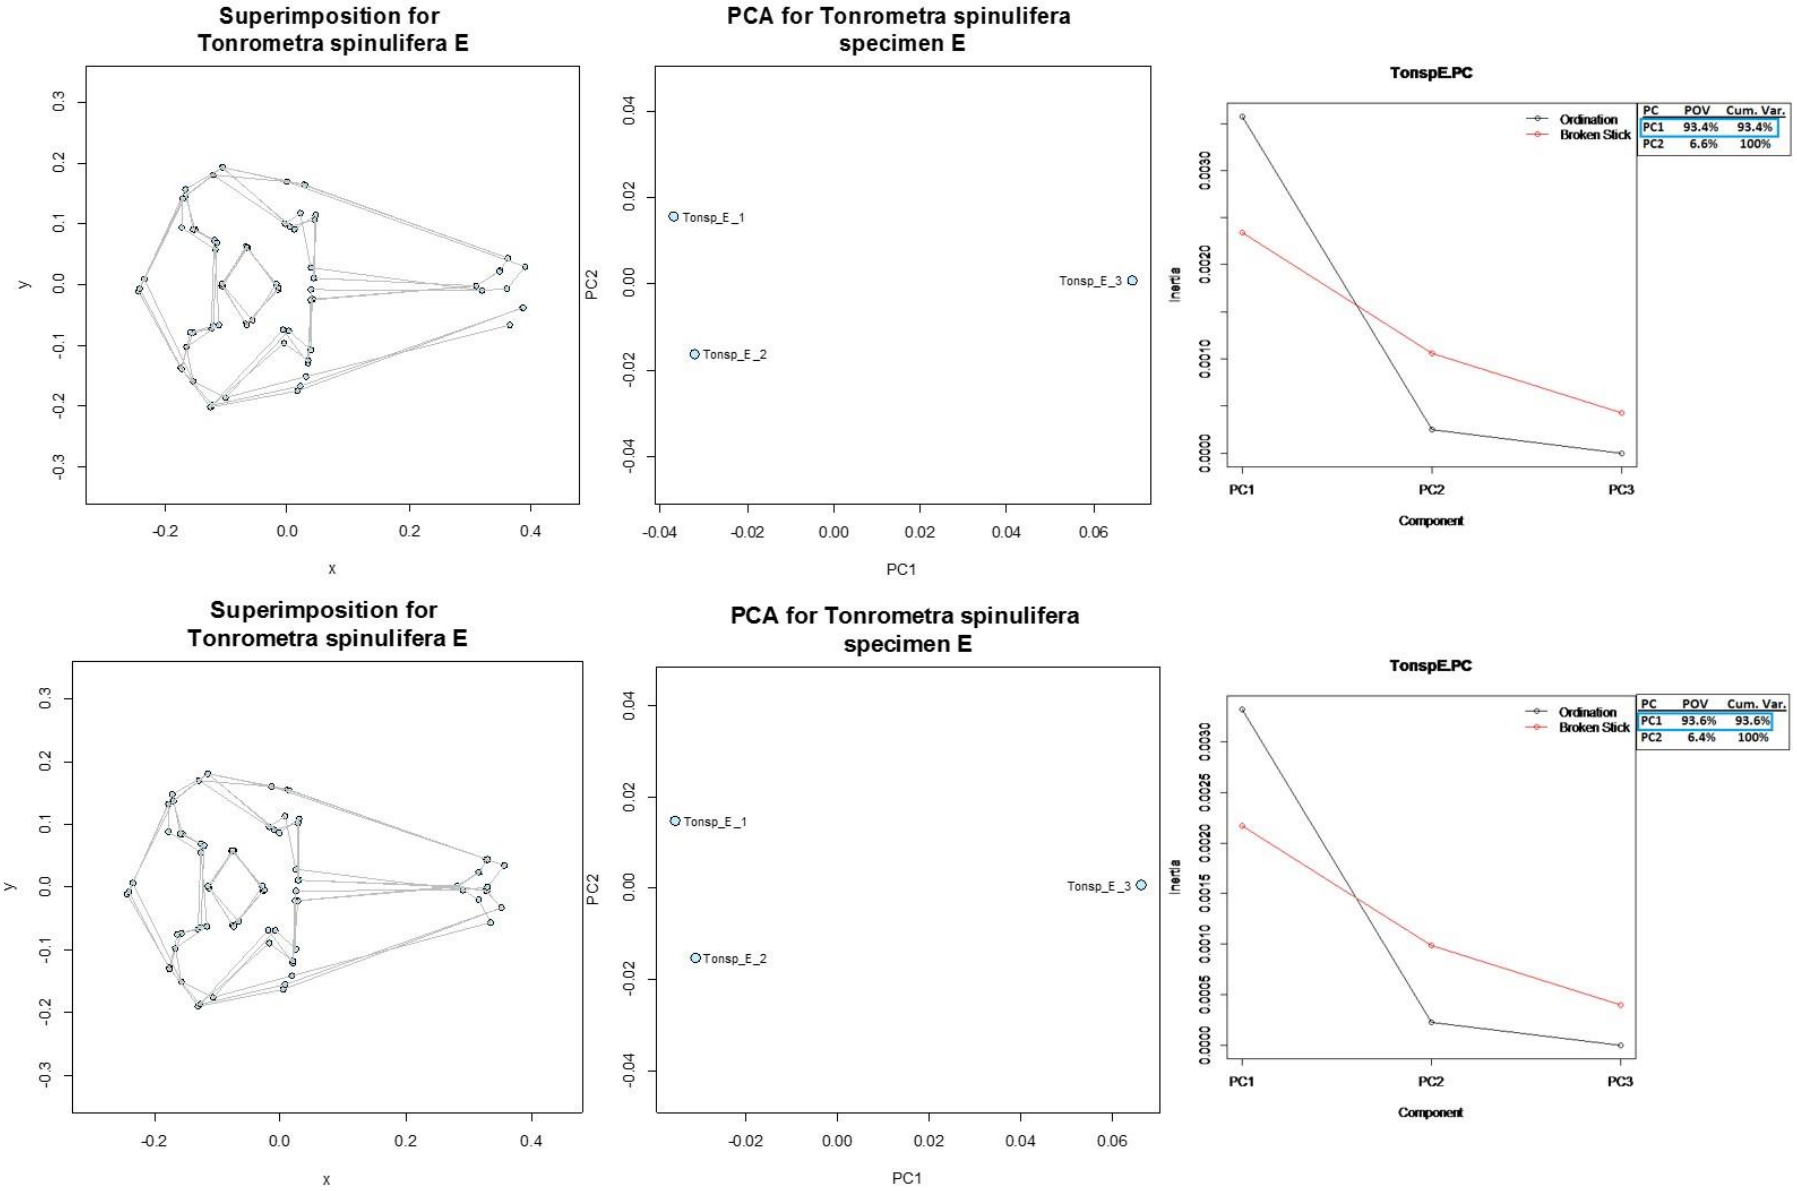 Superimposition for
Tonrometra spinulifera E
0.3
0.2
0.1
0.0
-0.1
-0.2
-0.3
y
-0.2 0.0 0.2 0.4
x
PCA for Tonrometra spinulifera
specimen E
0.04
0.02
0.00
-0.02
-0.04
PC2
Tonsp_E_1
Tonsp_E_3
Tonsp_E_2
-0.04 -0.02 0.00 0.02 0.04 0.06
PC1
TonspE.PC
Ordination
Broken Stick
PC POV Cum. Var.
PC1 93.4% 93.4%
PC2 6.6% 100%
0.0030
0.0020
0.0010
0.0000
Inertia
PC1 PC2 PC3
Component
Superimposition for
Tonrometra spinulifera E
0.3
0.2
0.1
0.0
-0.1
-0.2
-0.3
y
-0.2 0.0 0.2 0.4
x
PCA for Tonrometra spinulifera
specimen E
0.04
0.02
0.00
-0.02
-0.04
PC2
Tonsp_E_1
Tonsp_E_3
Tonsp_E_2
-0.02 0.00 0.02 0.04 0.06
PC1
TonspE.PC
Ordination
Broken Stick
PC POV Cum. Var.
PC1 93.6% 93.6%
PC2 6.4% 100%
0.0030
0.0025
0.0020
0.0015
0.0010
0.0005
0.0000
Inertia
PC1 PC2 PC3
Component